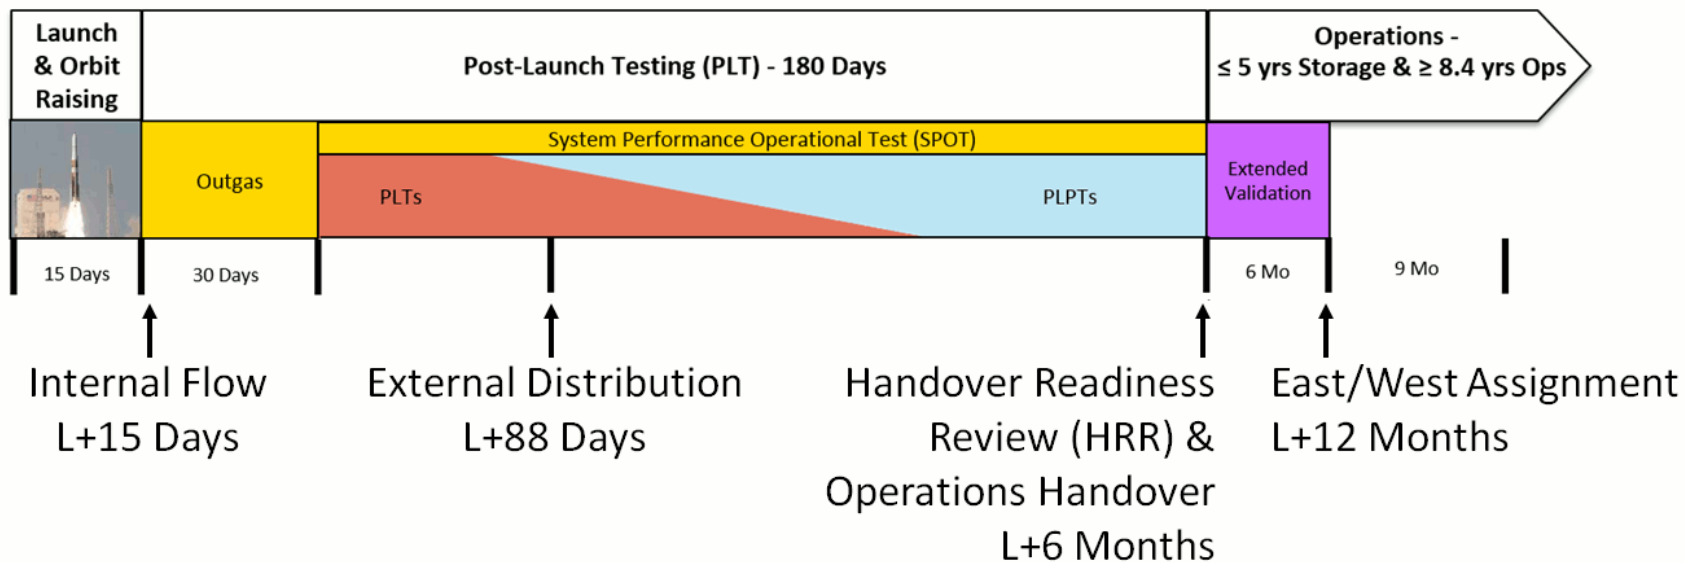 Launch
& Orbit
Raising
Post-Launch Testing (PLT) - 180 Days
Operations -
≤ 5 yrs Storage & ≥ 8.4 yrs Ops
Outgas
System Performance Operational Test (SPOT)
PLTs
PLPTs
Extended
Validation
15 Days
30 Days
6 Mo
9 Mo
Internal Flow
L+15 Days
External Distribution
L+88 Days
Handover Readiness
Review (HRR) &
Operations Handover
L+6 Months
East/West Assignment
L+12 Months